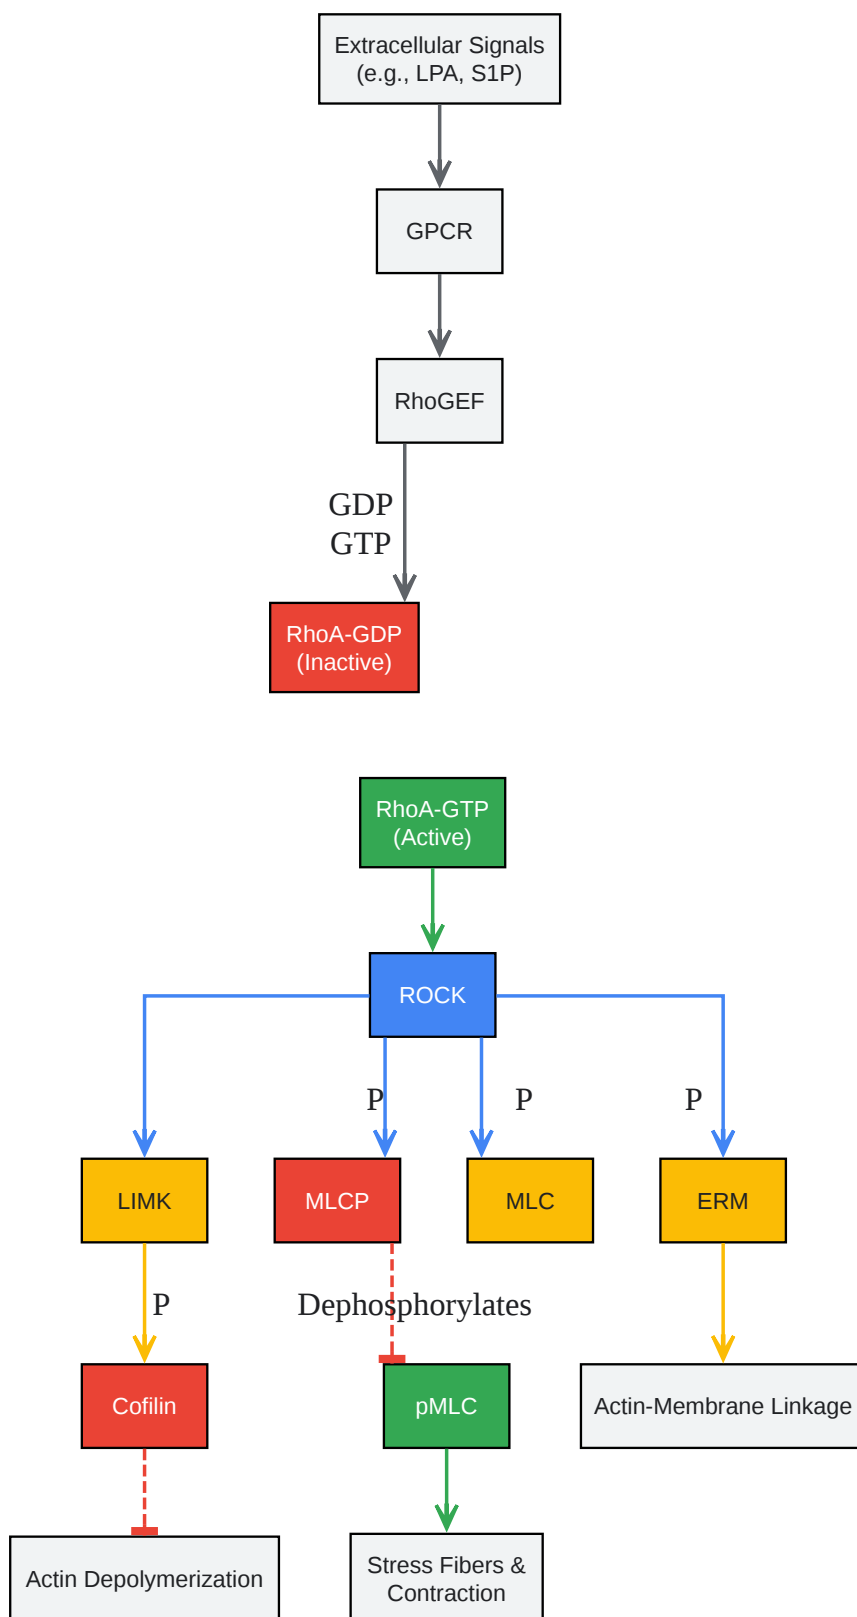 Extracellular Signals
(e.g., LPA, S1P)
GPCR
RhoGEF
GDP
GTP
RhoA-GDP
(Inactive)
RhoA-GTP
(Active)
ROCK
P
P
P
LIMK
MLCP
MLC
ERM
P
Dephosphorylates
Cofilin
pMLC
Actin-Membrane Linkage
Actin Depolymerization
Stress Fibers &
Contraction